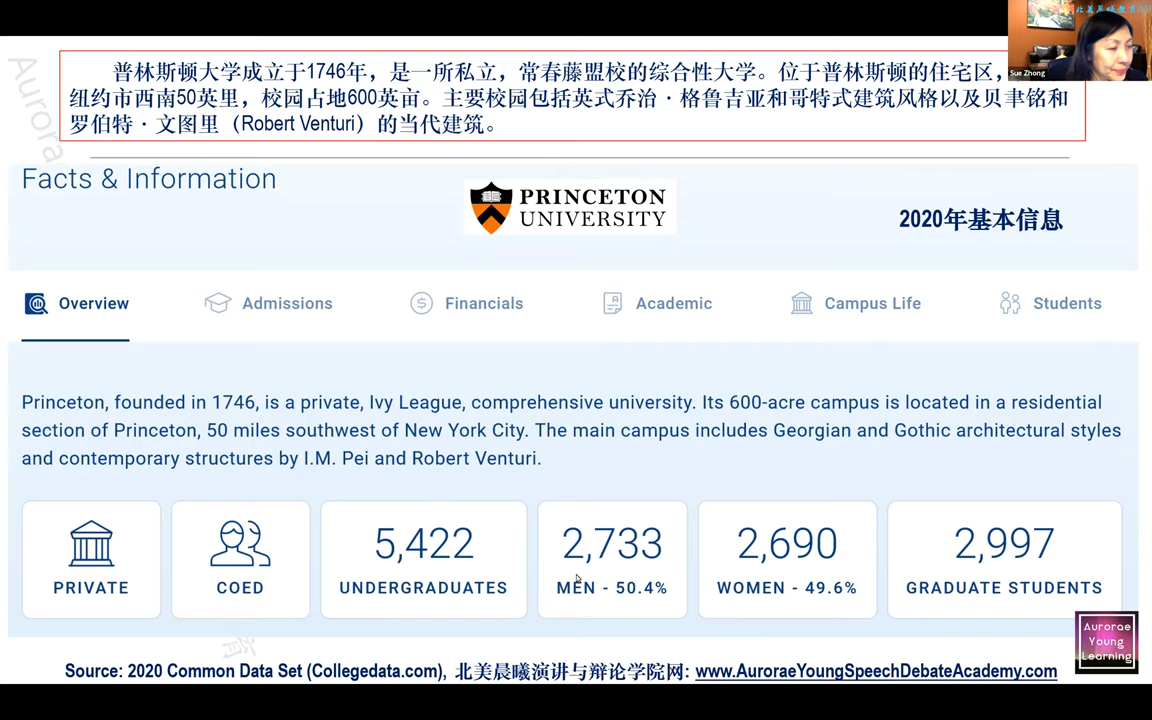 北美晨曦教育
Sue Zhong
普林斯顿大学成立于1746年，是一所私立，常春藤盟校的综合性大学。位于普林斯顿的住宅区，
纽约市西南50英里，校园占地600英亩。主要校园包括英式乔治·格鲁吉亚和哥特式建筑风格以及贝聿铭和
罗伯特·文图里（Robert Venturi）的当代建筑。
Aurora
Facts & Information
PRINCETON
UNIVERSITY
2020年基本信息
Overview Admissions Financials Academic Campus Life Students
Princeton, founded in 1746, is a private, Ivy League, comprehensive university. Its 600-acre campus is located in a residential
section of Princeton, 50 miles southwest of New York City. The main campus includes Georgian and Gothic architectural styles
and contemporary structures by I.M. Pei and Robert Venturi.
5,422 2,733 2,690 2,997
PRIVATE COED UNDERGRADUATES MEN - 50.4% WOMEN - 49.6% GRADUATE STUDENTS
Aurorae
Young
Learning
育
Source: 2020 Common Data Set (Collegedata.com), 北美晨曦演讲与辩论学院网: www.AuroraeYoungSpeechDebateAcademy.com